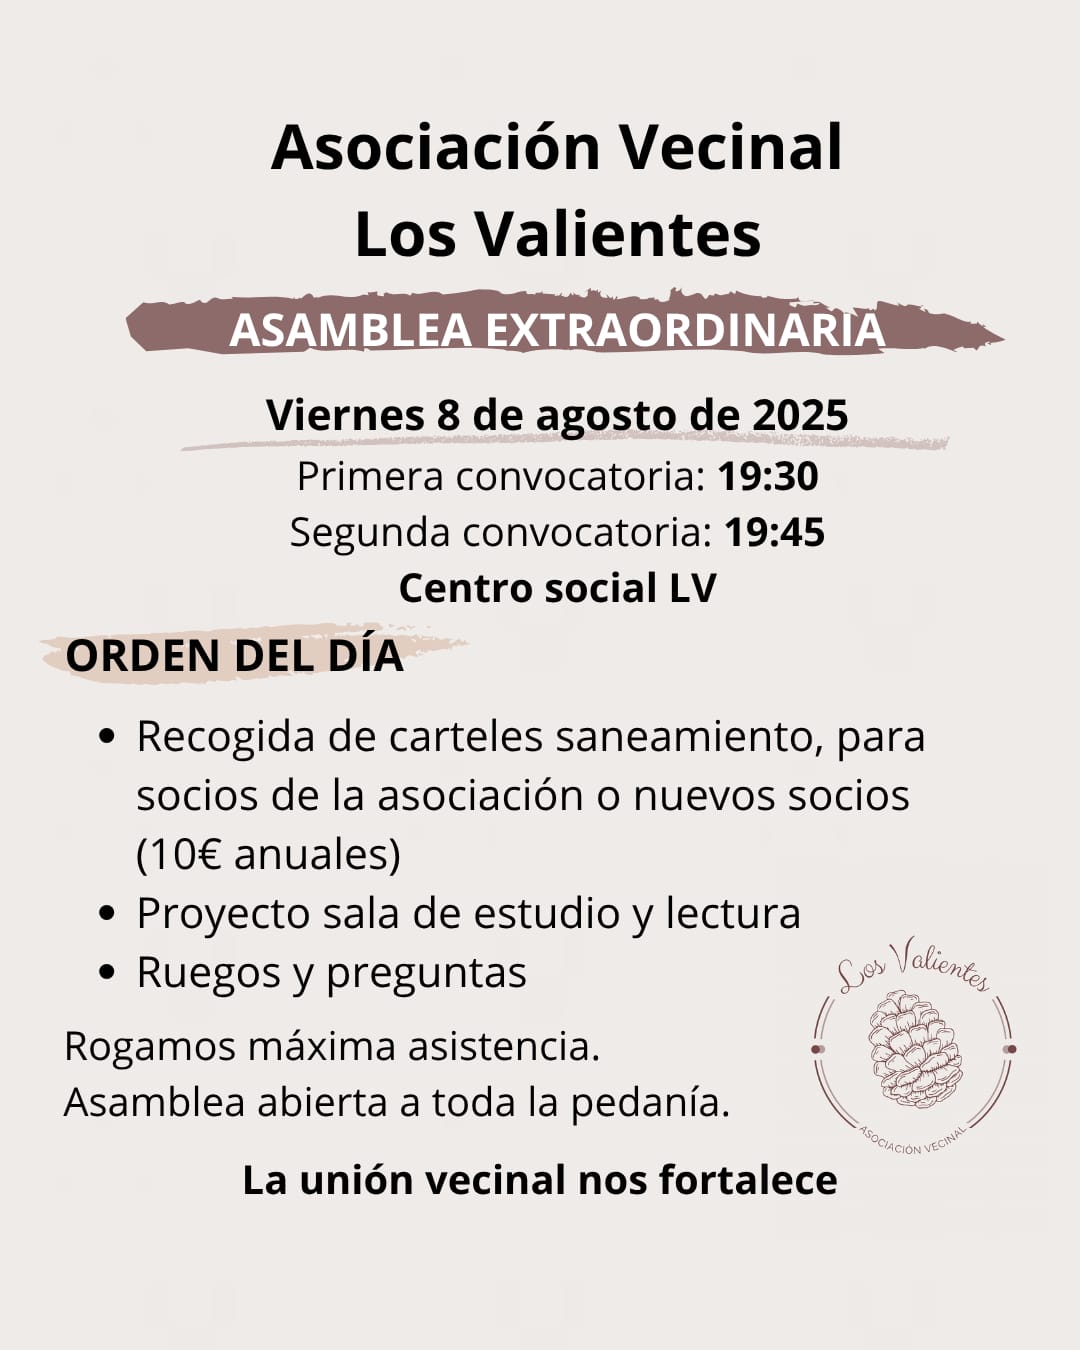 Asociación Vecinal
Los Valientes
ASAMBLEA EXTRAORDINARIA
Viernes 8 de agosto de 2025
Primera convocatoria: 19:30
Segunda convocatoria: 19:45
Centro social LV
ORDEN DEL DÍA
• Recogida de carteles saneamiento, para
socios de la asociación o nuevos socios
(10€ anuales)
• Proyecto sala de estudio y lectura
• Ruegos y preguntas
Rogamos máxima asistencia.
Asamblea abierta a toda la pedanía.
Los Valientes
ASOCIACIÓN VECINAL
La unión vecinal nos fortalece